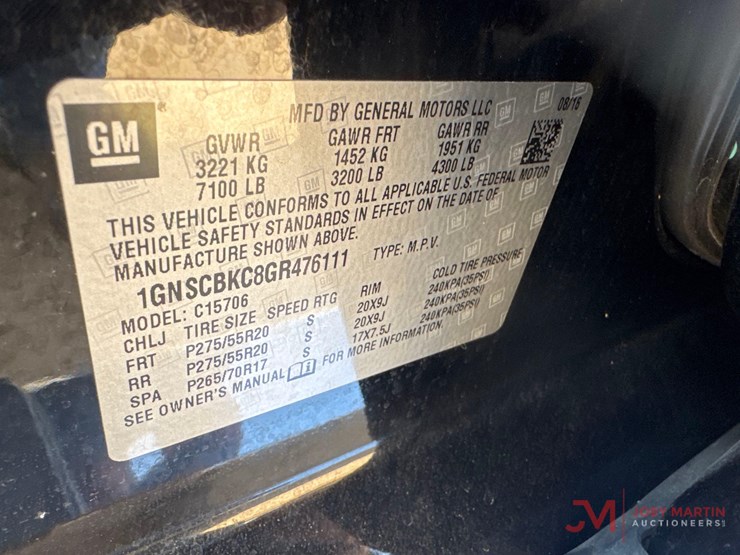 GM
MFD BY GENERAL MOTORS LLC 08/16
GVWR GAWR FRT GAWR RR
3221 KG 1452 KG 1951 KG
7100 LB 3200 LB 4300 LB
THIS VEHICLE CONFORMS TO ALL APPLICABLE U.S. FEDERAL MOTOR
VEHICLE SAFETY STANDARDS IN EFFECT ON THE DATE OF
MANUFACTURE SHOWN ABOVE.
1GNSCBKC8GR476111 TYPE: M.P.V.
MODEL: C15706
CHLJ TIRE SIZE SPEED RTG RIM COLD TIRE PRESSURE
FRT P275/55R20 S 20X9J 240KPA(35PSI)
RR P275/55R20 S 20X9J 240KPA(35PSI)
SPA P265/70R17 S 17X7.5J 240KPA(35PSI)
SEE OWNER'S MANUAL FOR MORE INFORMATION.
JM JEFF MARTIN
AUCTIONEERS